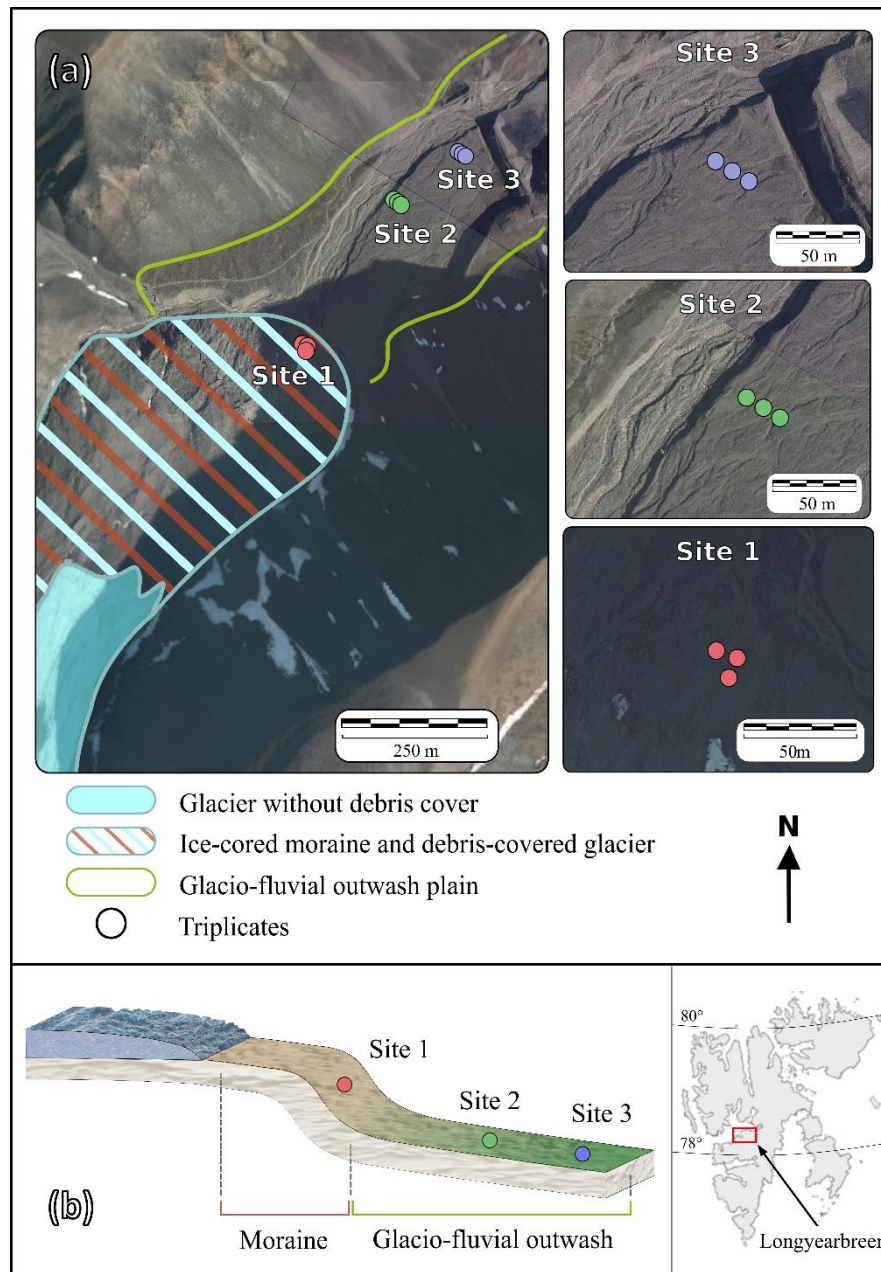 (a)
Site 3
Site 2
Site 1
250 m
Site 3
50 m
Site 2
50 m
Site 1
50m
Glacier without debris cover
Ice-cored moraine and debris-covered glacier
Glacio-fluvial outwash plain
Triplicates
N
(b)
Site 1
Site 2
Site 3
Moraine
Glacio-fluvial outwash
80°
78°
Longyearbreen